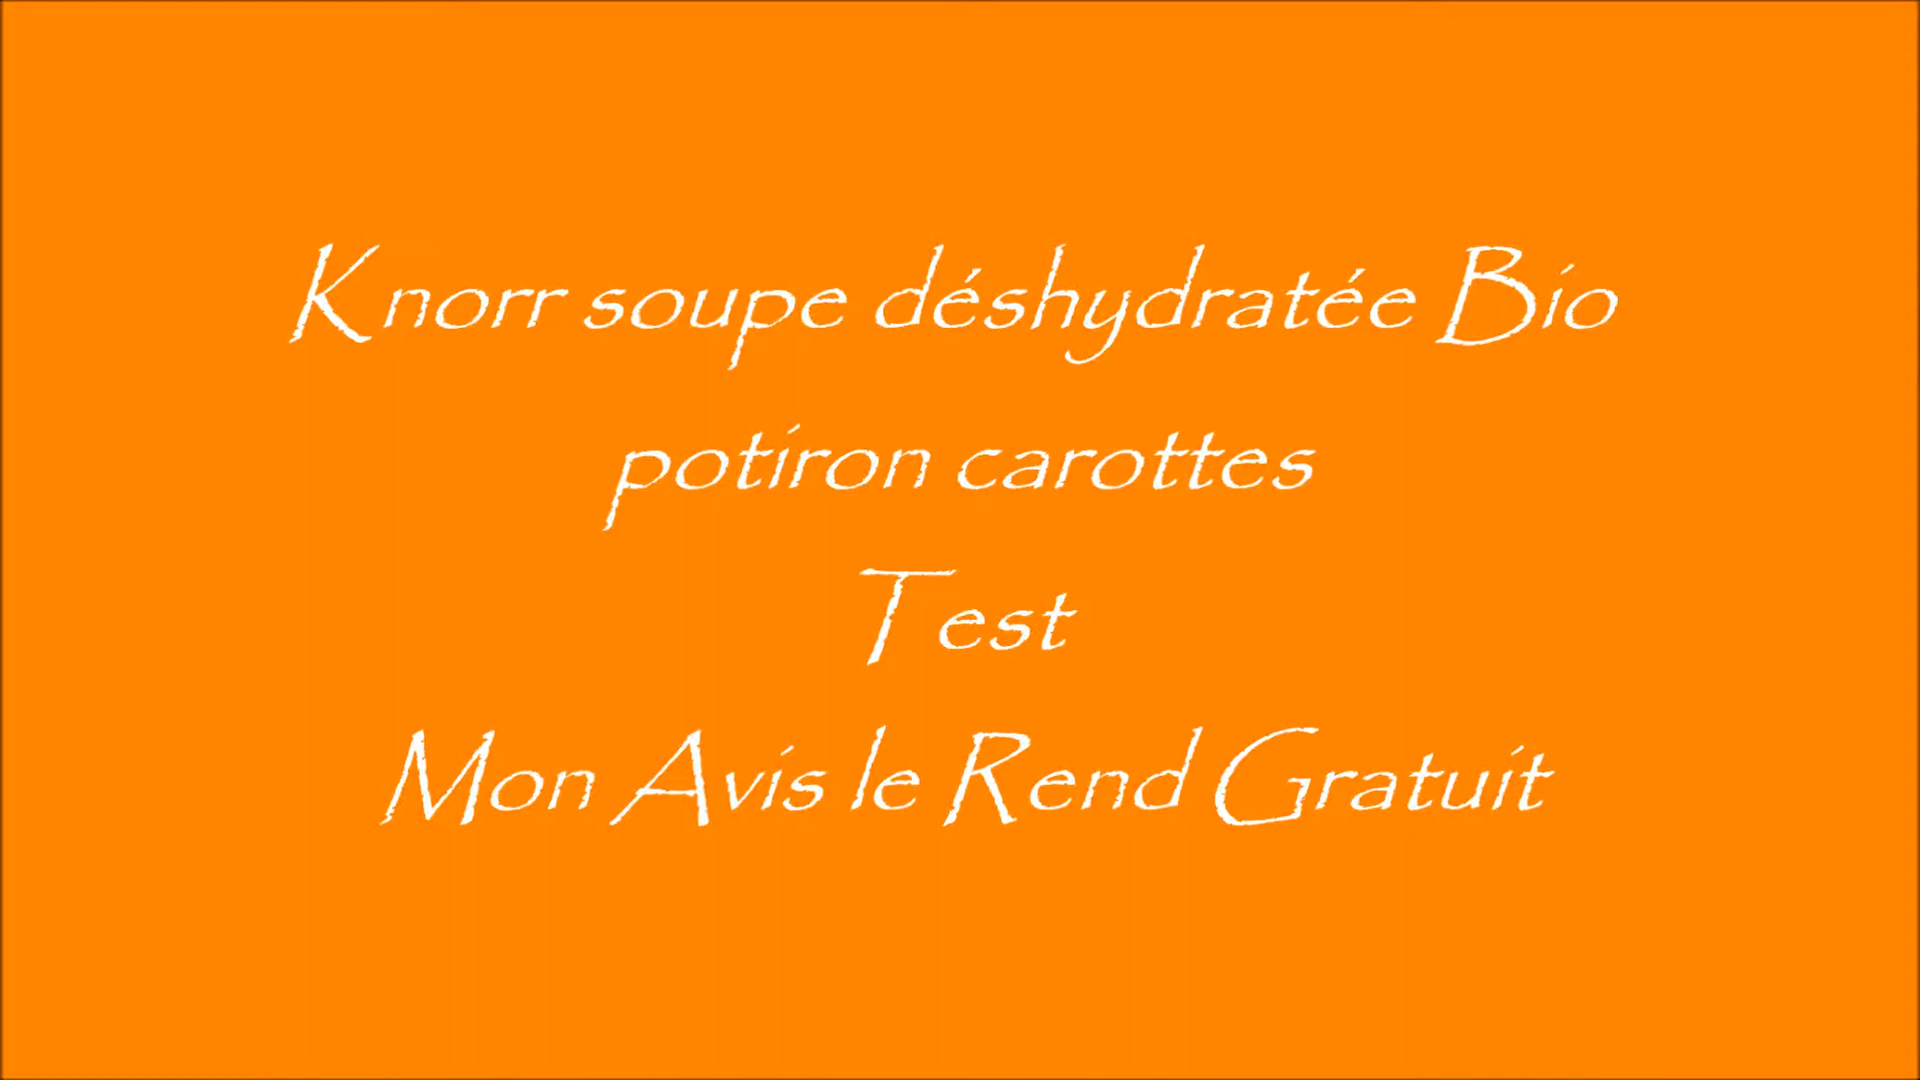 Knorr soupe déshydratée Bio
potiron carottes
Test
Mon Avis le Rend Gratuit